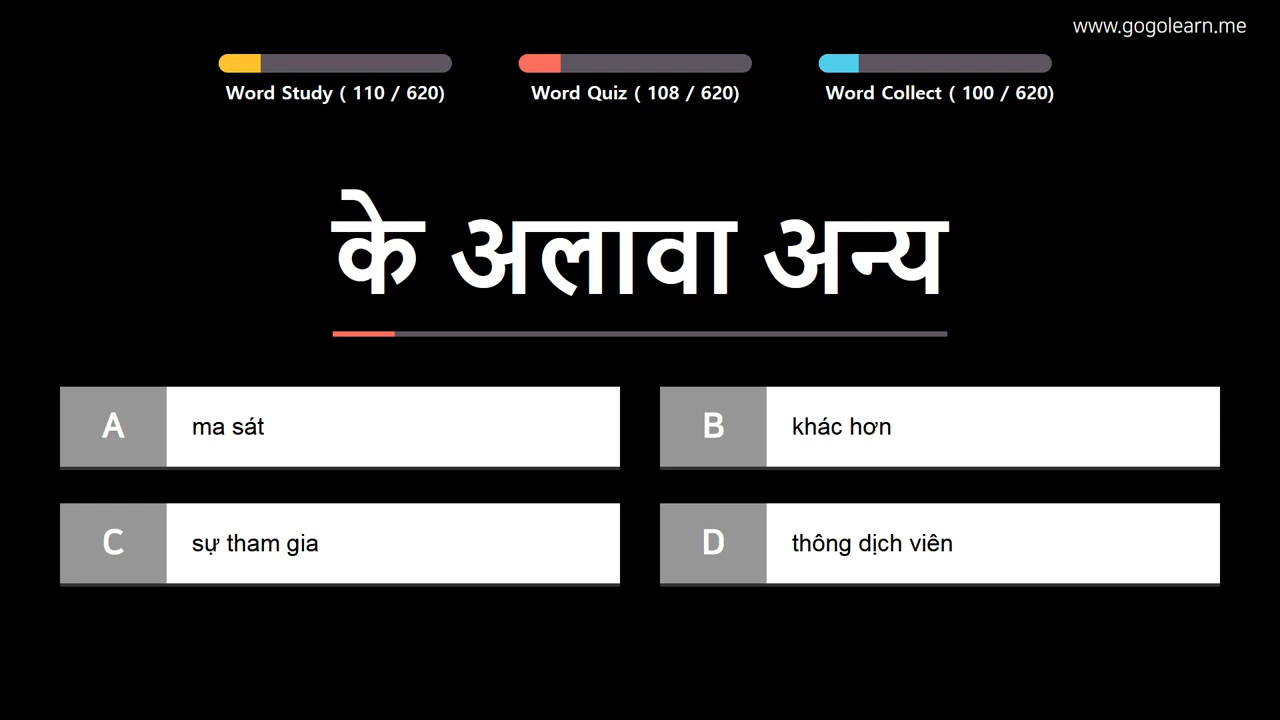 www.gogolearn.me
Word Study ( 110 / 620)
Word Quiz ( 108 / 620)
Word Collect ( 100 / 620)
के अलावा अन्य
A
ma sát
B
khác hơn
C
sự tham gia
D
thông dịch viên